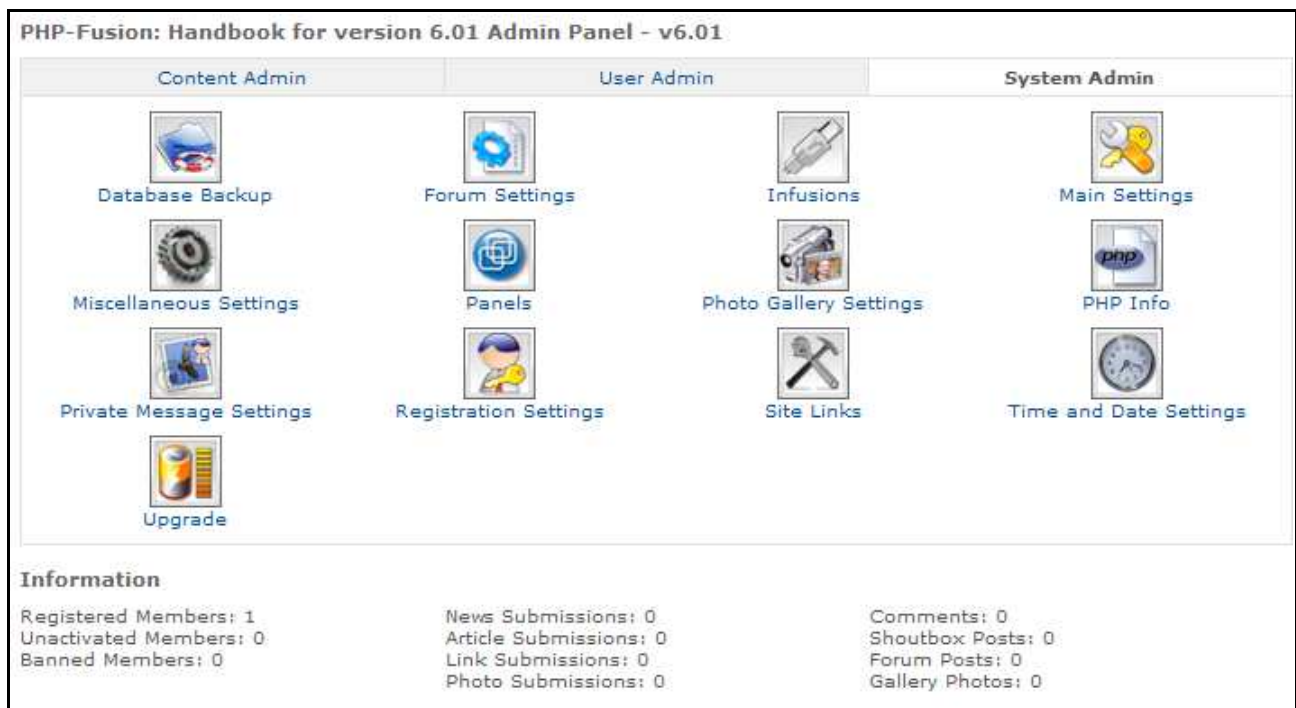 PHP-Fusion: Handbook for version 6.01 Admin Panel - v6.01
Content Admin User Admin System Admin
Database Backup Forum Settings Infusions Main Settings
php
Miscellaneous Settings Panels Photo Gallery Settings PHP Info
Private Message Settings Registration Settings Site Links Time and Date Settings
Upgrade
Information
Registered Members: 1 News Submissions: 0 Comments: 0
Unactivated Members: 0 Article Submissions: 0 Shoutbox Posts: 0
Banned Members: 0 Link Submissions: 0 Forum Posts: 0
Photo Submissions: 0 Gallery Photos: 0